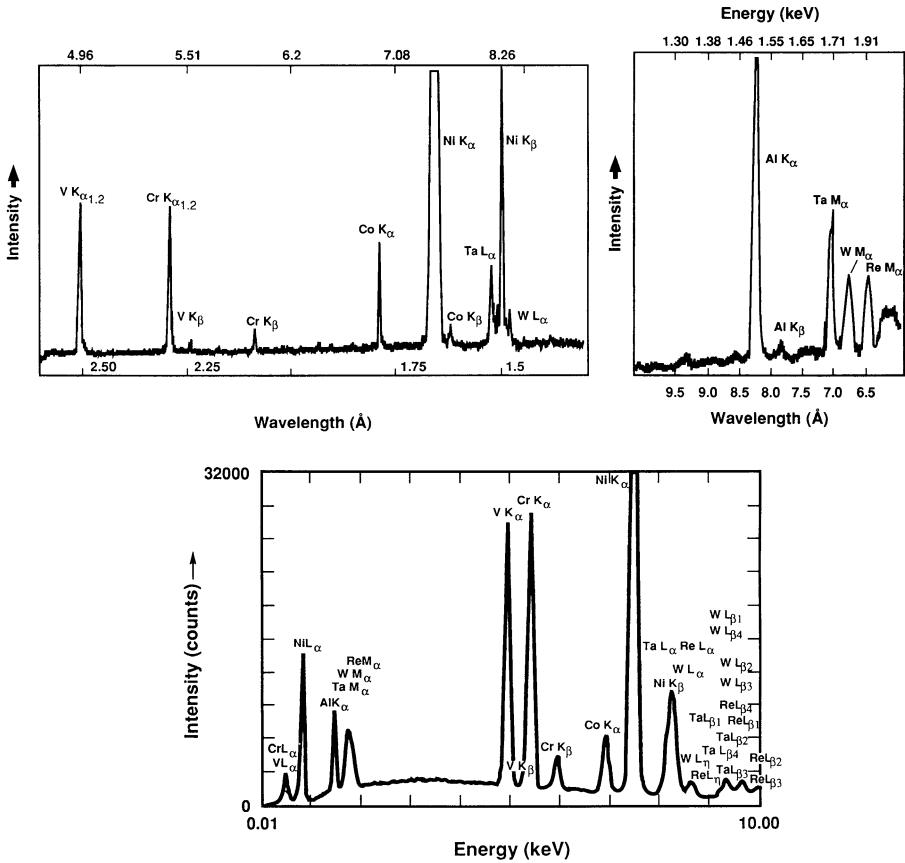 4.96 5.51 6.2 7.08 8.26
Intensity
V Kα1.2
Cr Kα1.2
V Kβ
Cr Kβ
Co Kα
Ni Kα
Co Kβ
Ta Lα
Ni Kβ
W Lα
2.50 2.25 1.75 1.5
Wavelength (Å)
Energy (keV)
1.30 1.38 1.46 1.55 1.65 1.71 1.91
Intensity
Al Kα
Al Kβ
Ta Mα
W Mα
Re Mα
9.5 9.0 8.5 8.0 7.5 7.0 6.5
Wavelength (Å)
32000
Intensity (counts)
0
CrLα
VLα
NiLα
ReMα
W Mα
Ta Mα
AlKα
V Kα
Cr Kα
V Kβ
Cr Kβ
Co Kα
Ni Kα
Ta Lα Re Lα
W Lα
Ni Kβ
W Lη
ReLη
W Lβ1
W Lβ4
W Lβ2
W Lβ3
ReLβ4
TaLβ1 ReLβ1
TaLβ2
Ta Lβ4
ReLβ2
TaLβ3
ReLβ3
0.01 10.00
Energy (keV)